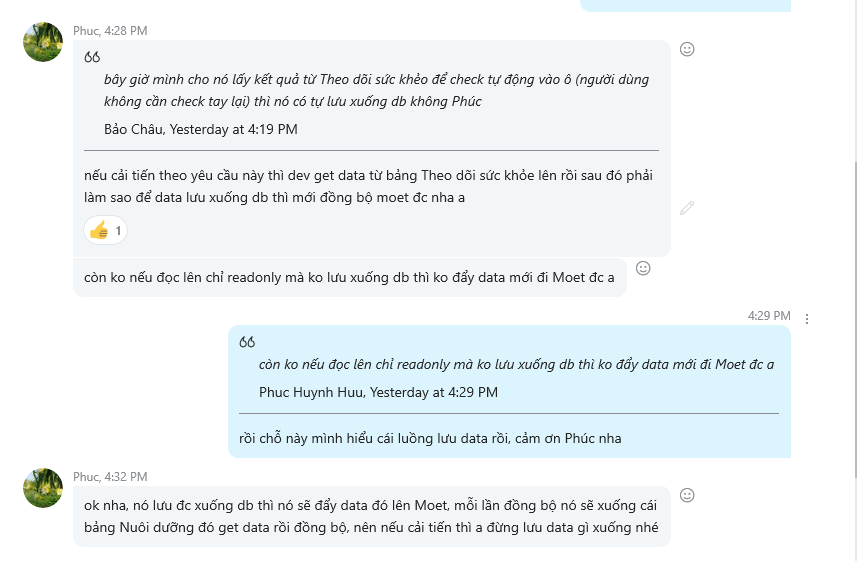 Phuc, 4:28 PM
bây giờ mình cho nó lấy kết quả từ Theo dõi sức khẻo để check tự động vào ô (người dùng
không cần check tay lại) thì nó có tự lưu xuống db không Phúc
Bảo Châu, Yesterday at 4:19 PM
nếu cải tiến theo yêu cầu này thì dev get data từ bảng Theo dõi sức khỏe lên rồi sau đó phải
làm sao để data lưu xuống db thì mới đồng bộ moet đc nha a
1
còn ko nếu đọc lên chỉ readonly mà ko lưu xuống db thì ko đẩy data mới đi Moet đc a
4:29 PM
còn ko nếu đọc lên chỉ readonly mà ko lưu xuống db thì ko đẩy data mới đi Moet đc a
Phuc Huynh Huu, Yesterday at 4:29 PM
rồi chỗ này mình hiểu cái luồng lưu data rồi, cảm ơn Phúc nha
Phuc, 4:32 PM
ok nha, nó lưu đc xuống db thì nó sẽ đẩy data đó lên Moet, mỗi lần đồng bộ nó sẽ xuống cái
bảng Nuôi dưỡng đó get data rồi đồng bộ, nên nếu cải tiến thì a đừng lưu data gì xuống nhé